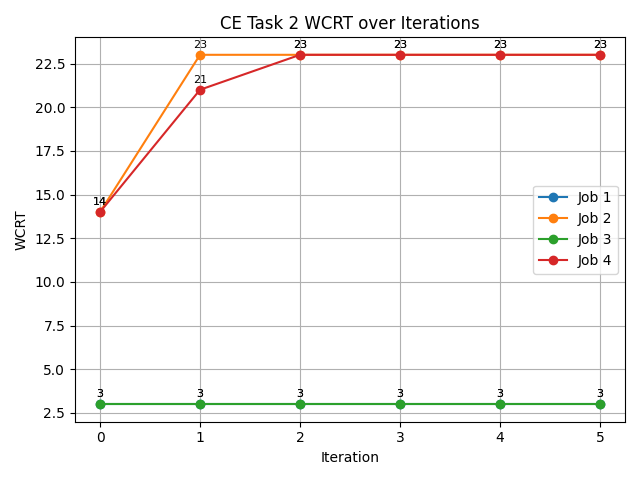 CE Task 2 WCRT over Iterations
23 23 23 23 23
22.5
21
20.0
17.5
WCRT
15.0
14
12.5
10.0
7.5
5.0
3 3 3 3 3 3
2.5
Job 1
Job 2
Job 3
Job 4
0 1 2 3 4 5
Iteration